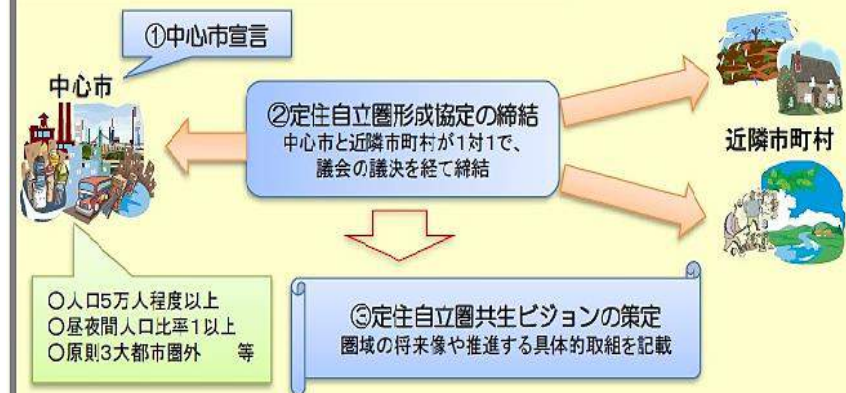 ①中心市宣言
中心市
②定住自立圏形成協定の締結
中心市と近隣市町村が1対1で、
議会の議決を経て締結
近隣市町村
○人口5万人程度以上
○昼夜間人口比率1以上
○原則3大都市圏外　等
③定住自立圏共生ビジョンの策定
圏域の将来像や推進する具体的取組を記載